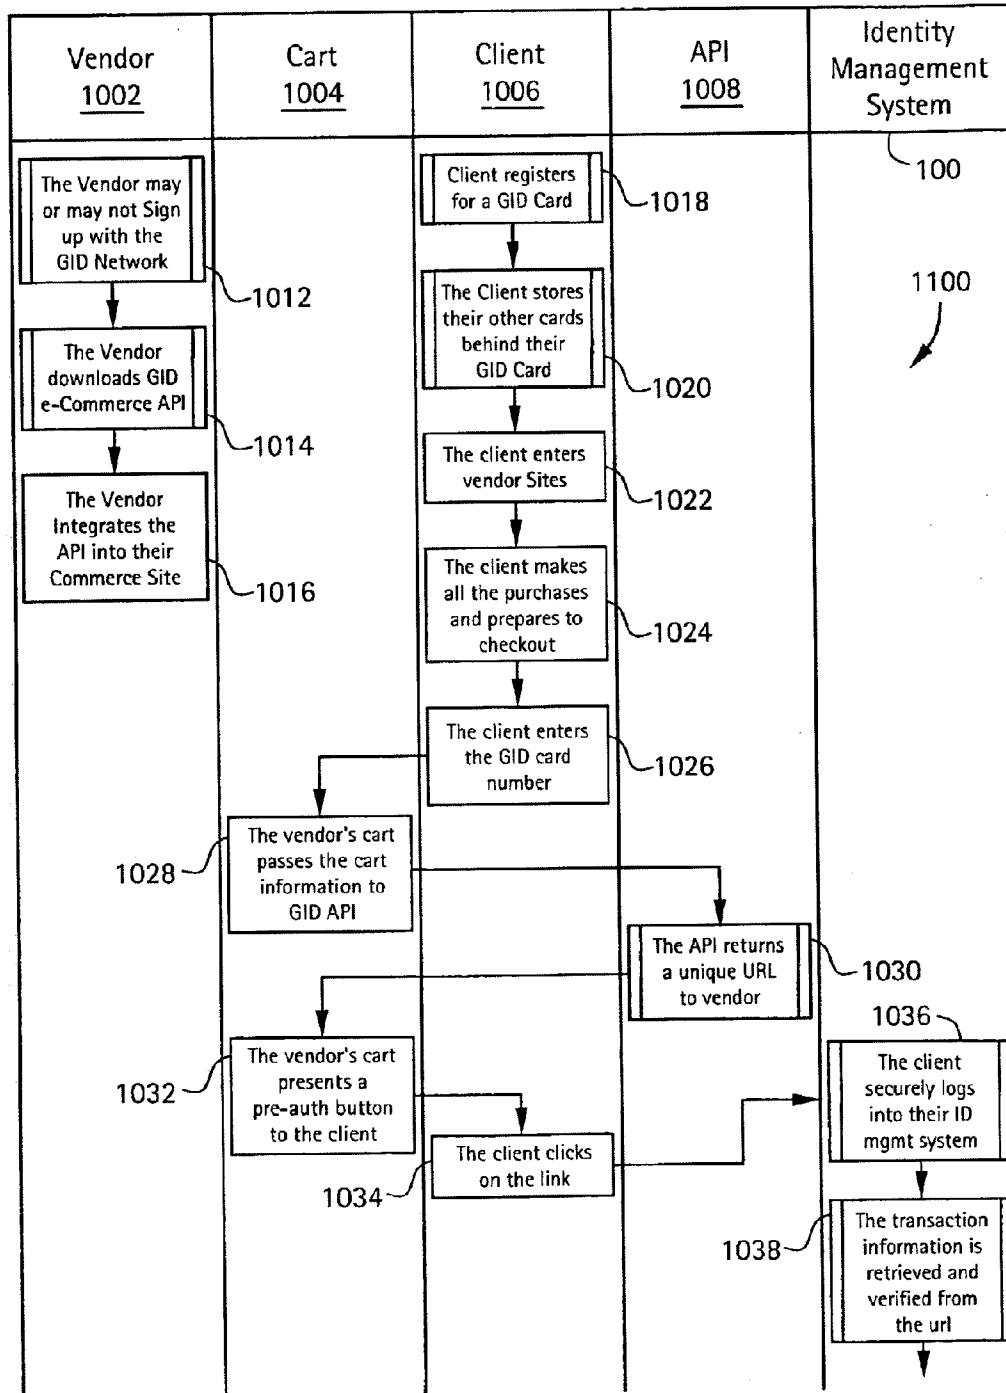 Vendor
1002
Cart
1004
Client
1006
API
1008
Identity
Management
System
100
1100
The Vendor may
or may not Sign
up with the
GID Network
1012
The Vendor
downloads GID
e-Commerce API
1014
The Vendor
Integrates the
API into their
Commerce Site
1016
Client registers
for a GID Card
1018
The Client stores
their other cards
behind their
GID Card
1020
The client enters
vendor Sites
1022
The client makes
all the purchases
and prepares to
checkout
1024
The client enters
the GID card
number
1026
The vendor's cart
passes the cart
information to
GID API
1028
The API returns
a unique URL
to vendor
1030
The vendor's cart
presents a
pre-auth button
to the client
1032
The client clicks
on the link
1034
1036
The client
securely logs
into their ID
mgmt system
The transaction
information is
retrieved and
verified from
the url
1038